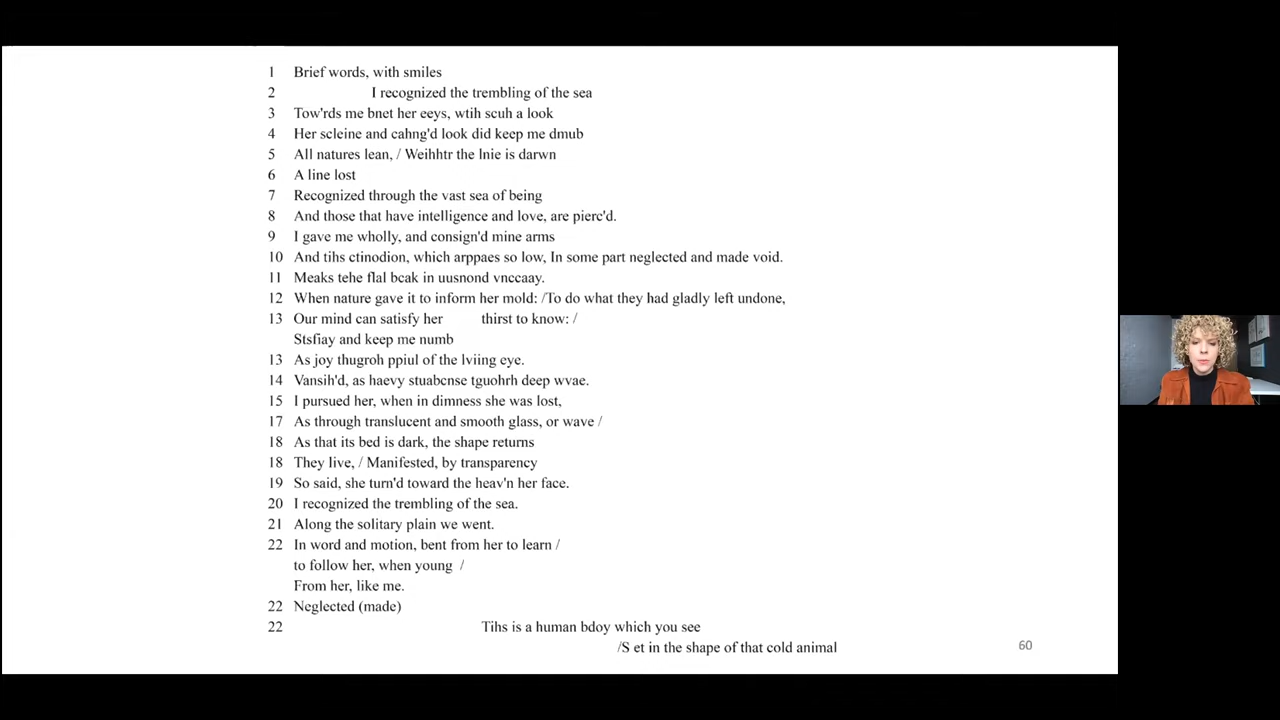 1 Brief words, with smiles
2 I recognized the trembling of the sea
3 Tow'rds me bnet her eeys, wtih scuh a look
4 Her scleine and cahng'd look did keep me dmub
5 All natures lean, / Weihhtr the lnie is darwn
6 A line lost
7 Recognized through the vast sea of being
8 And those that have intelligence and love, are pierc'd.
9 I gave me wholly, and consign'd mine arms
10 And tihs ctinodion, which arppaes so low, In some part neglected and made void.
11 Meaks tehe flal bcak in uusnond vnccaay.
12 When nature gave it to inform her mold: /To do what they had gladly left undone,
13 Our mind can satisfy her thirst to know: /
Stsfiay and keep me numb
13 As joy thugroh ppiul of the lviing eye.
14 Vansih'd, as haevy stuabcnse tguohrh deep wvae.
15 I pursued her, when in dimness she was lost,
17 As through translucent and smooth glass, or wave /
18 As that its bed is dark, the shape returns
18 They live, / Manifested, by transparency
19 So said, she turn'd toward the heav'n her face.
20 I recognized the trembling of the sea.
21 Along the solitary plain we went.
22 In word and motion, bent from her to learn /
to follow her, when young /
From her, like me.
22 Neglected (made)
22 Tihs is a human bdoy which you see
/S et in the shape of that cold animal
60